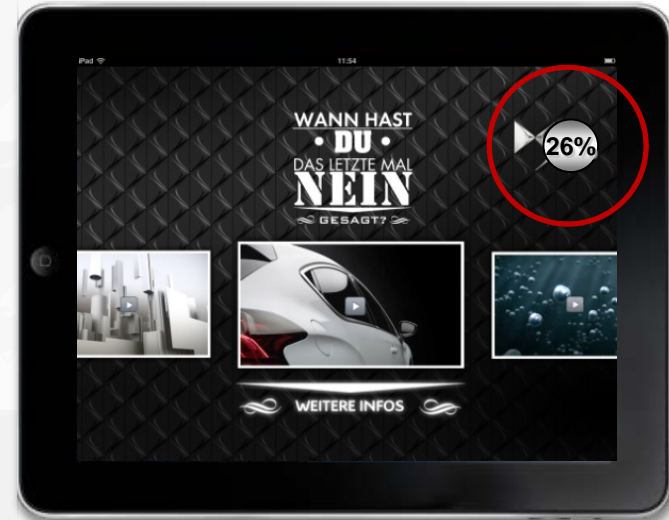 iPad 11:54
WANN HAST
• DU •
DAS LETZTE MAL
NEIN
GESAGT?
26%
WEITERE INFOS